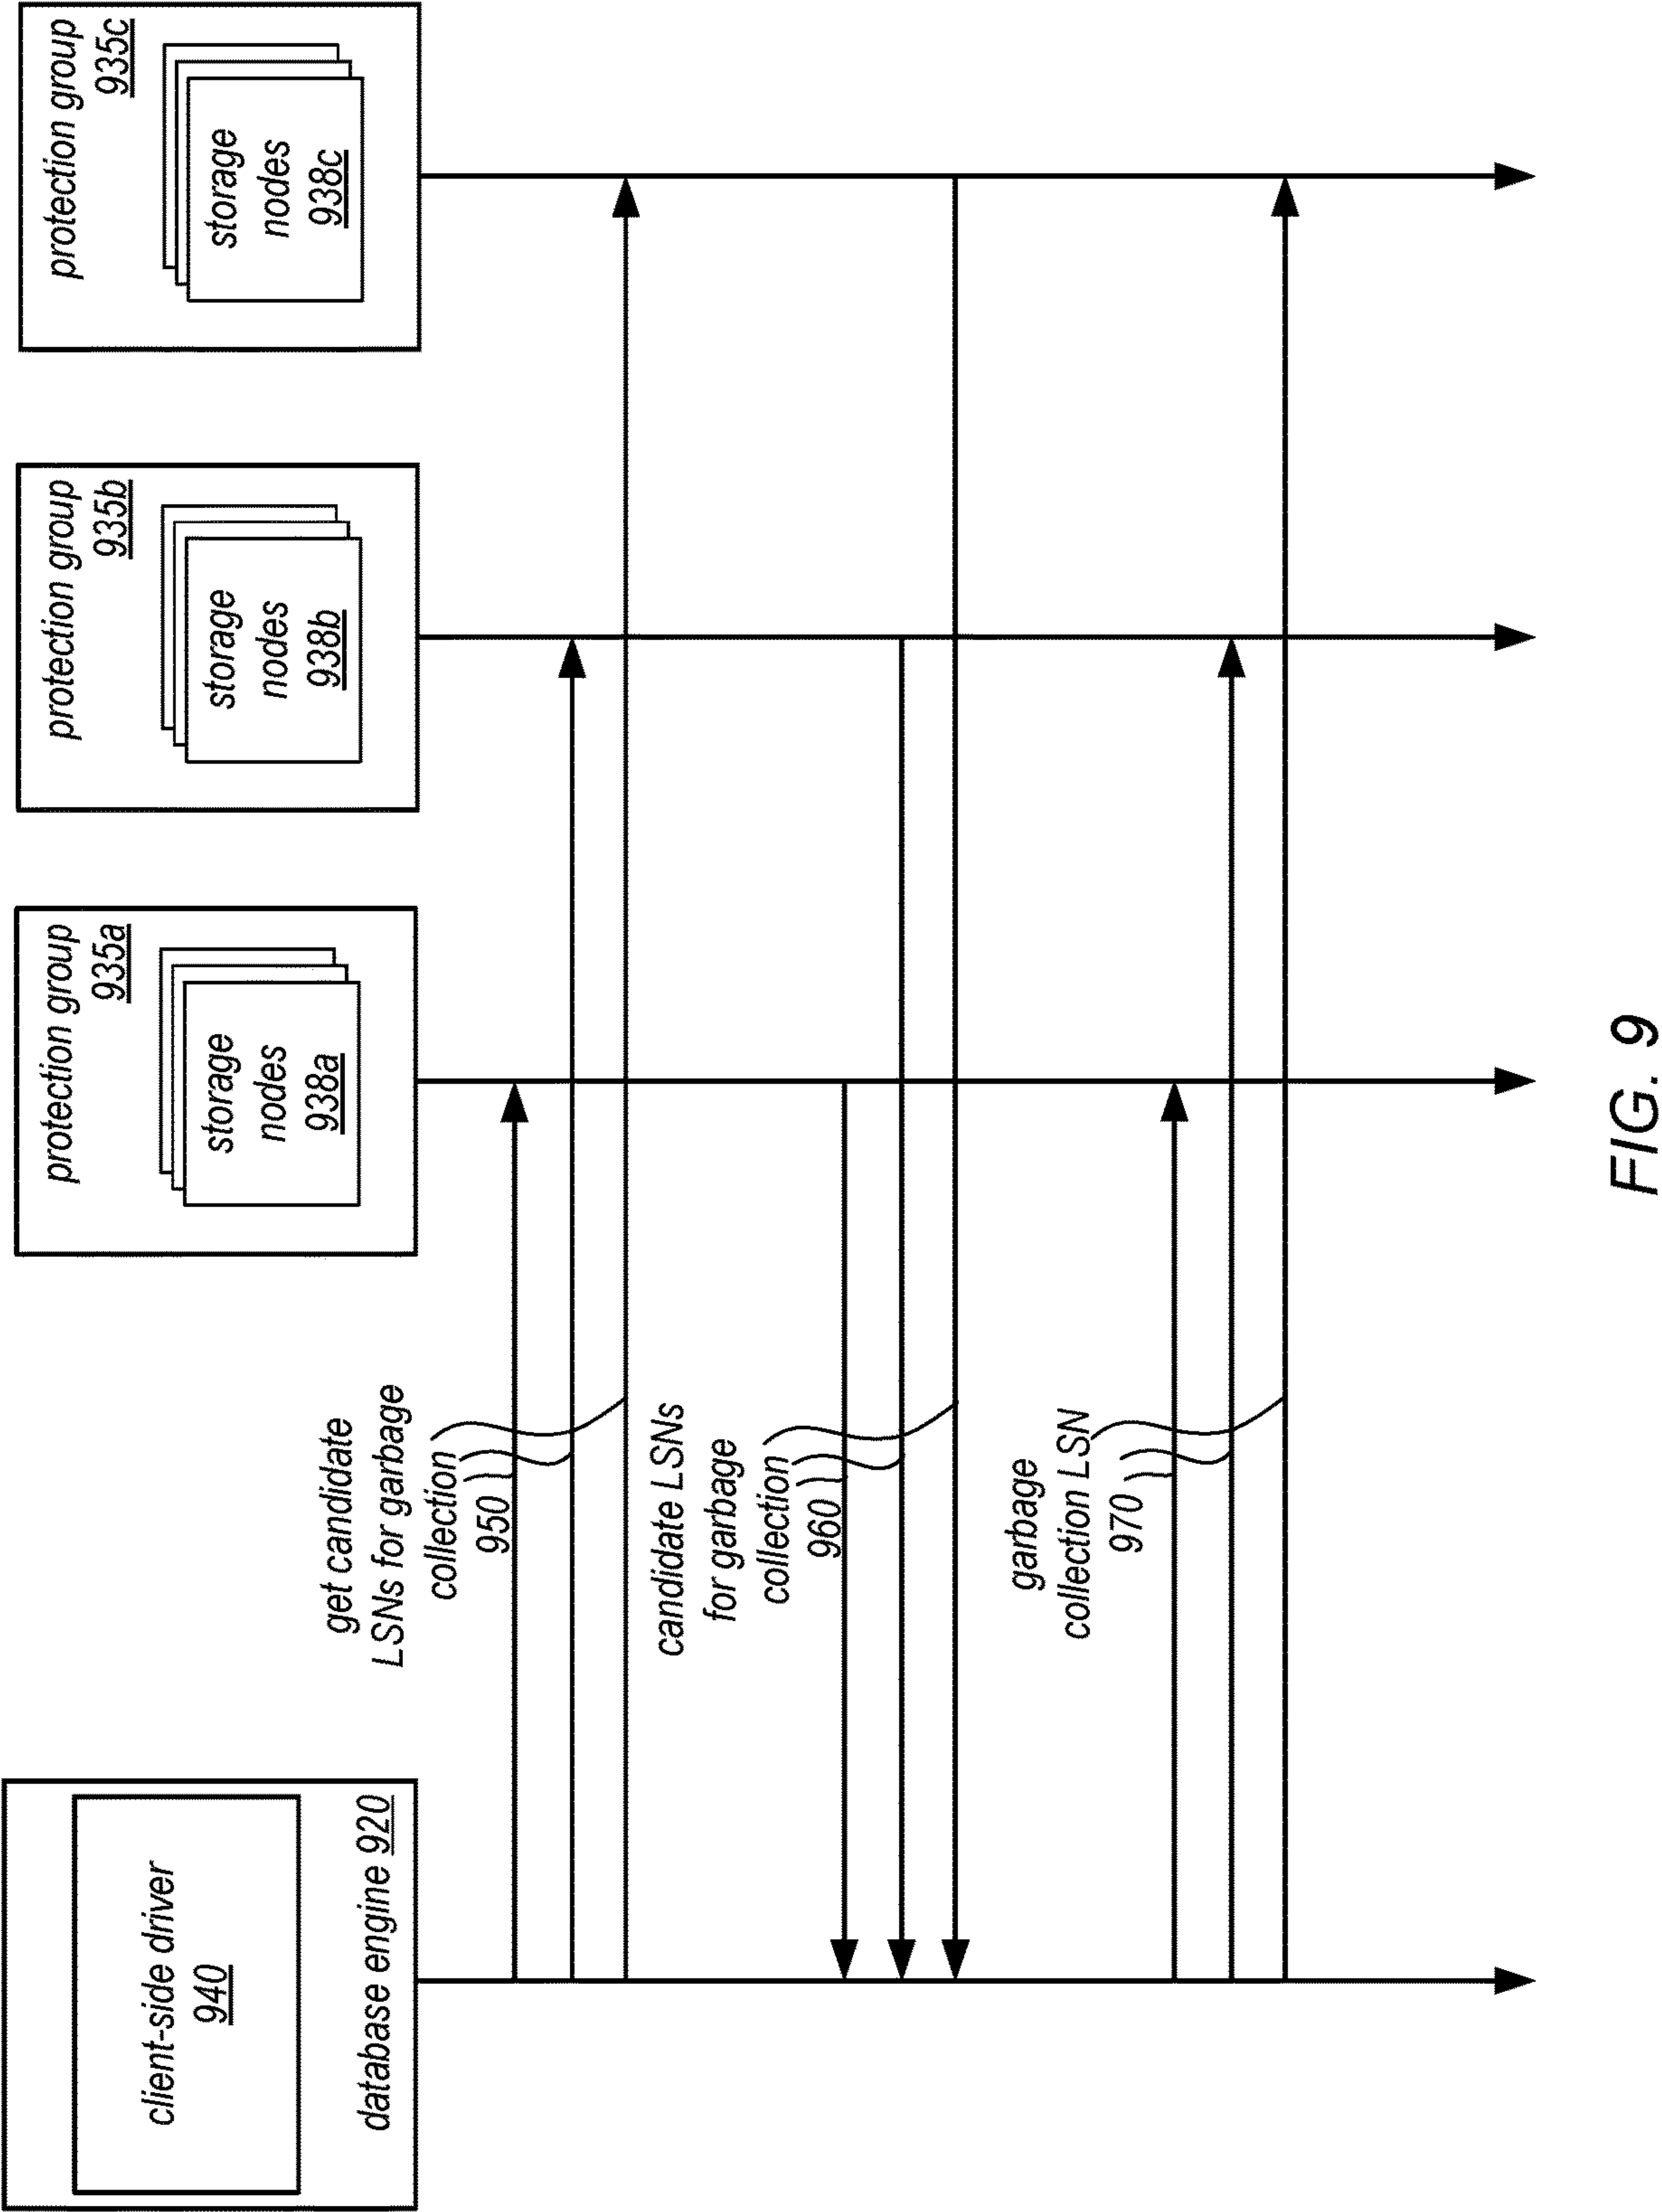 client-side driver
940
database engine 920
protection group
935a
storage
nodes
938a
protection group
935b
storage
nodes
938b
protection group
935c
storage
nodes
938c
get candidate
LSNs for garbage
collection
950
candidate LSNs
for garbage
collection
960
garbage
collection LSN
970
FIG. 9